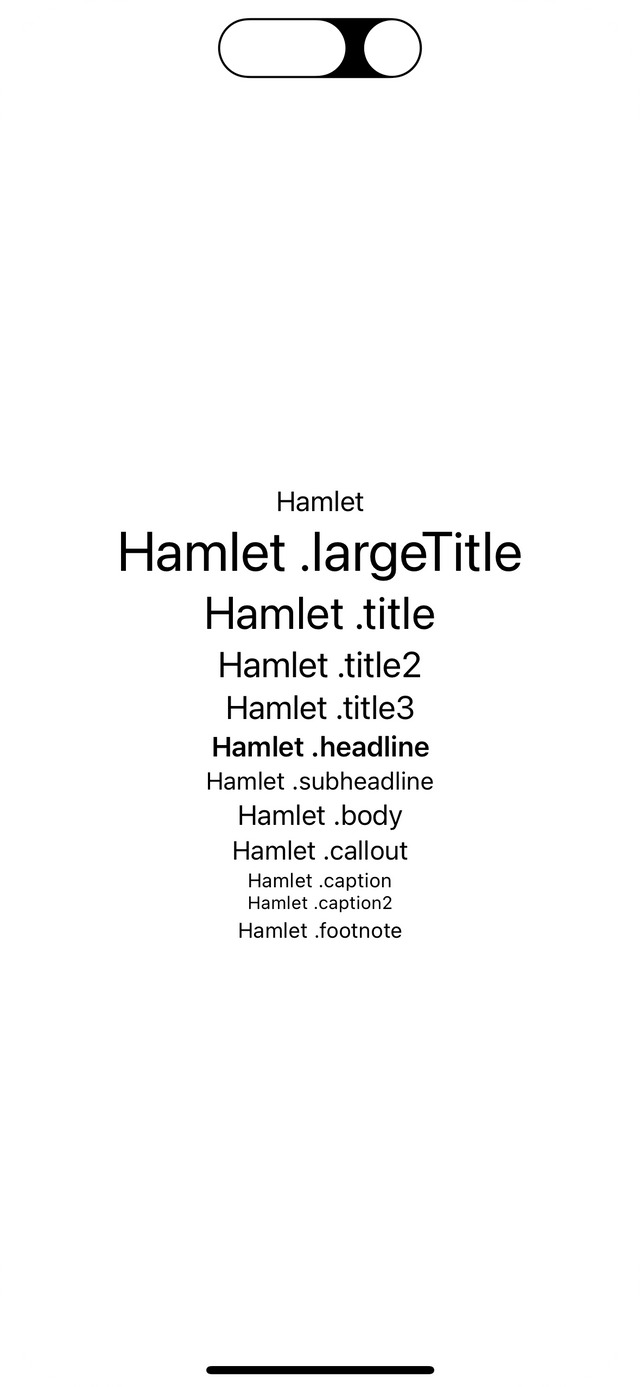 Hamlet
Hamlet .largeTitle
Hamlet .title
Hamlet .title2
Hamlet .title3
Hamlet .headline
Hamlet .subheadline
Hamlet .body
Hamlet .callout
Hamlet .caption
Hamlet .caption2
Hamlet .footnote